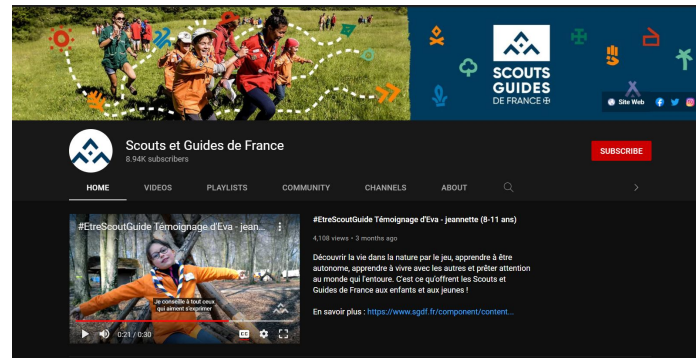 SCOUTS
GUIDES
DE FRANCE
Site Web
Scouts et Guides de France
8.94K subscribers
SUBSCRIBE
HOME VIDEOS PLAYLISTS COMMUNITY CHANNELS ABOUT
#EtreScoutGuide Témoignage d'Eva - jean...
Je conseille à tout ceux
qui aiment s'exprimer
0:21 / 0:30
CC
#EtreScoutGuide Témoignage d'Eva - jeannette (8-11 ans)
4,108 views • 3 months ago
Découvrir la vie dans la nature par le jeu, apprendre à être
autonome, apprendre à vivre avec les autres et prêter attention
au monde qui l'entoure. C'est ce qu'offrent les Scouts et
Guides de France aux enfants et aux jeunes !
En savoir plus : https://www.sgdf.fr/component/content...